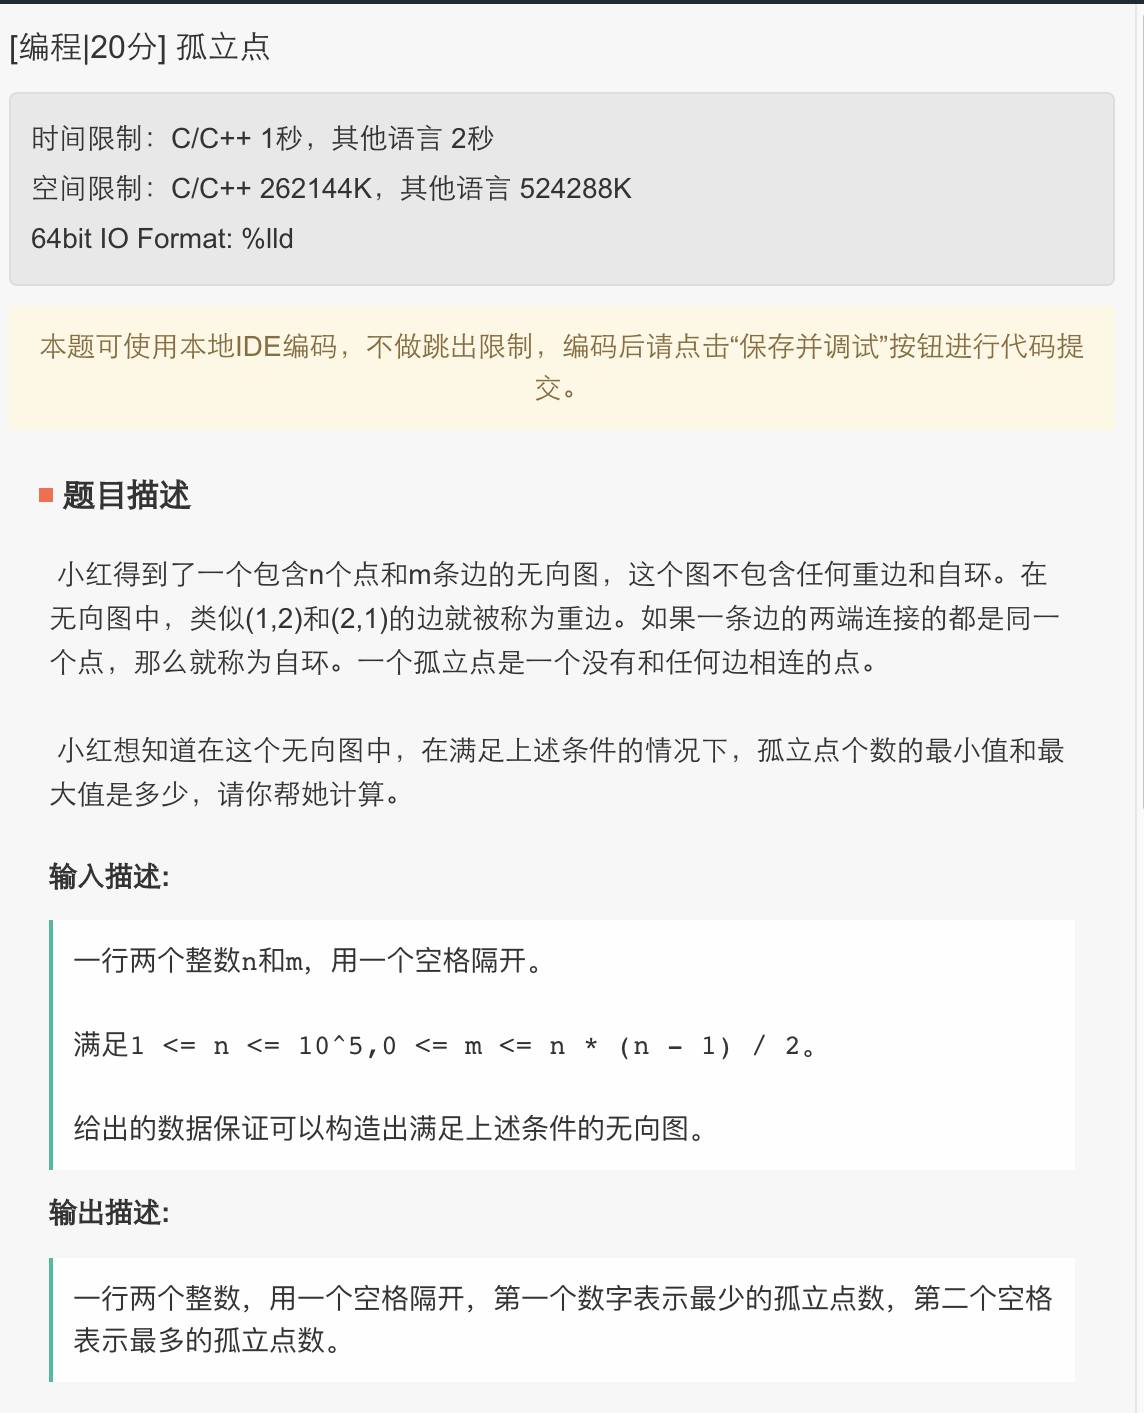 [编程|20分] 孤立点
时间限制：C/C++ 1秒，其他语言 2秒
空间限制：C/C++ 262144K，其他语言 524288K
64bit IO Format: %lld
本题可使用本地IDE编码，不做跳出限制，编码后请点击“保存并调试”按钮进行代码提
交。
题目描述
小红得到了一个包含n个点和m条边的无向图，这个图不包含任何重边和自环。在
无向图中，类似(1,2)和(2,1)的边就被称为重边。如果一条边的两端连接的都是同一
个点，那么就称为自环。一个孤立点是一个没有和任何边相连的点。
小红想知道在这个无向图中，在满足上述条件的情况下，孤立点个数的最小值和最
大值是多少，请你帮她计算。
输入描述:
一行两个整数n和m，用一个空格隔开。
满足1 <= n <= 10^5,0 <= m <= n * (n - 1) / 2。
给出的数据保证可以构造出满足上述条件的无向图。
输出描述:
一行两个整数，用一个空格隔开，第一个数字表示最少的孤立点数，第二个空格
表示最多的孤立点数。